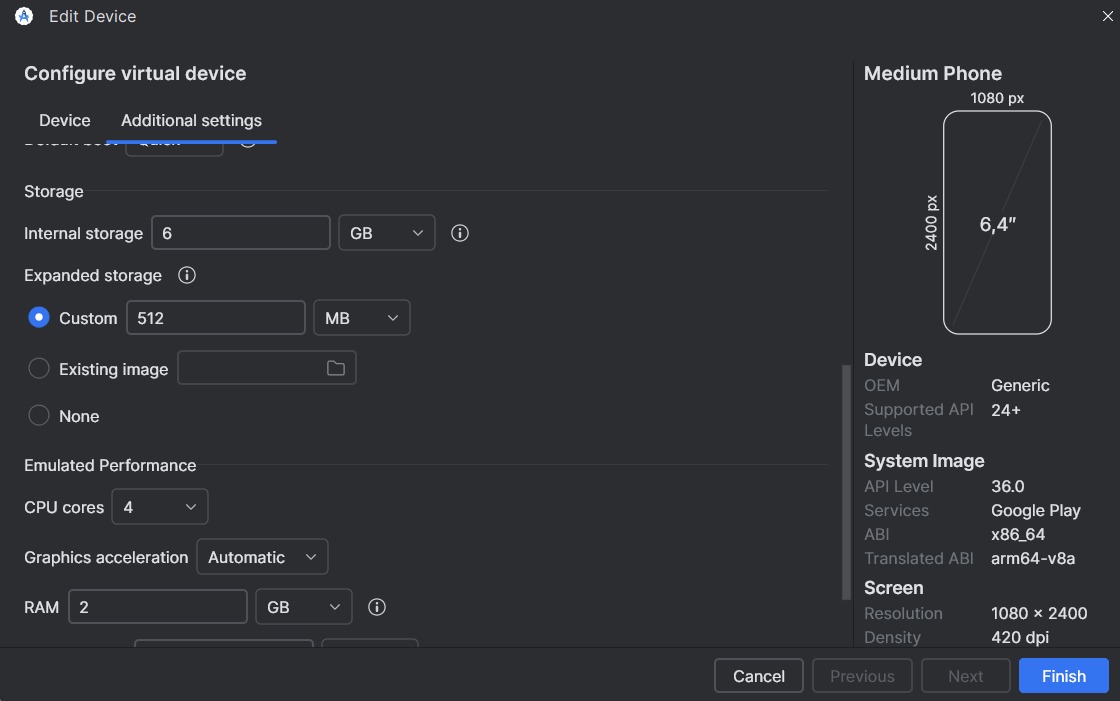 Edit Device
Configure virtual device
Device Additional settings
Storage
Internal storage 6 GB
Expanded storage
Custom 512 MB
Existing image
None
Emulated Performance
CPU cores 4
Graphics acceleration Automatic
RAM 2 GB
Medium Phone
1080 px
2400 px
6,4″
Device
OEM Generic
Supported API Levels 24+
System Image
API Level 36.0
Services Google Play
ABI x86_64
Translated ABI arm64-v8a
Screen
Resolution 1080 × 2400
Density 420 dpi
Cancel Previous Next Finish